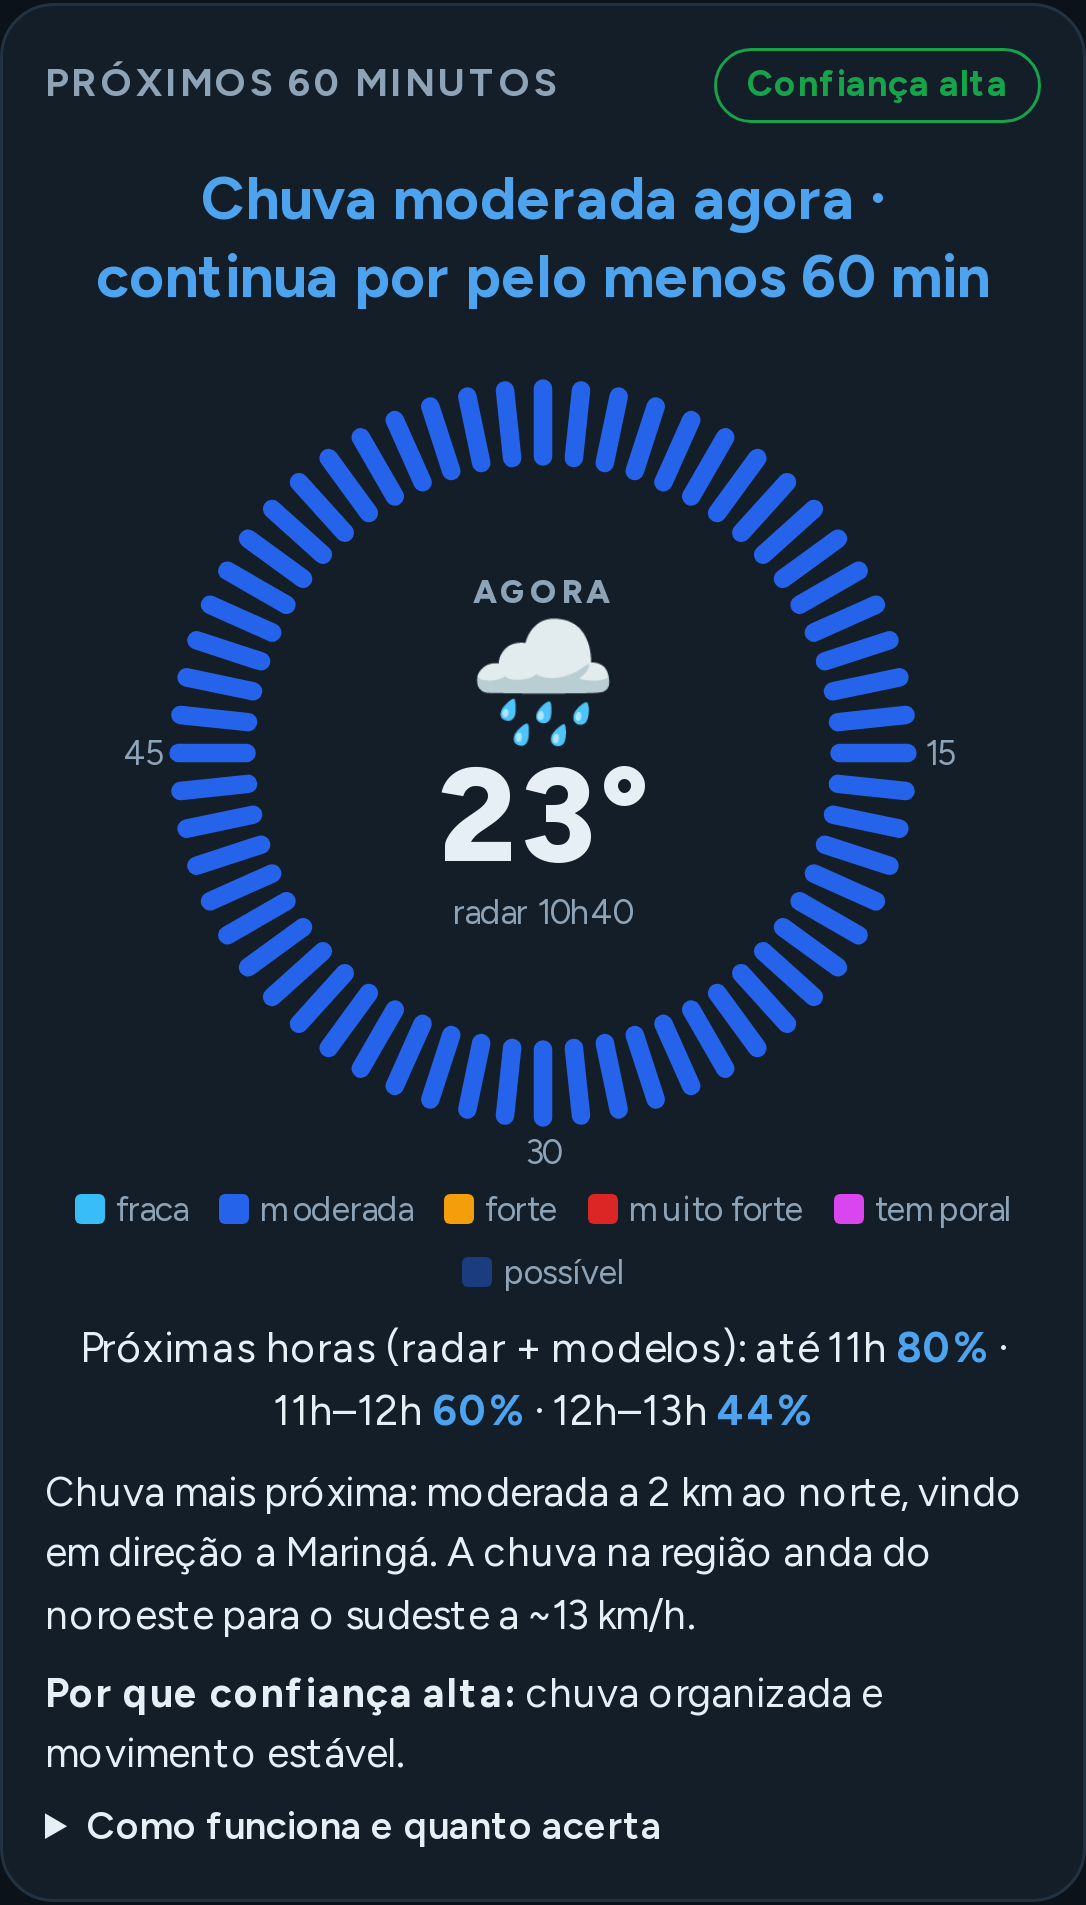 PRÓXIMOS 60 MINUTOS
Confiança alta
Chuva moderada agora ·
continua por pelo menos 60 min
AGORA
23°
radar 10h40
45
15
30
fraca moderada forte muito forte temporal
possível
Próximas horas (radar + modelos): até 11h 80% ·
11h–12h 60% · 12h–13h 44%
Chuva mais próxima: moderada a 2 km ao norte, vindo
em direção a Maringá. A chuva na região anda do
noroeste para o sudeste a ~13 km/h.
Por que confiança alta: chuva organizada e
movimento estável.
▶ Como funciona e quanto acerta